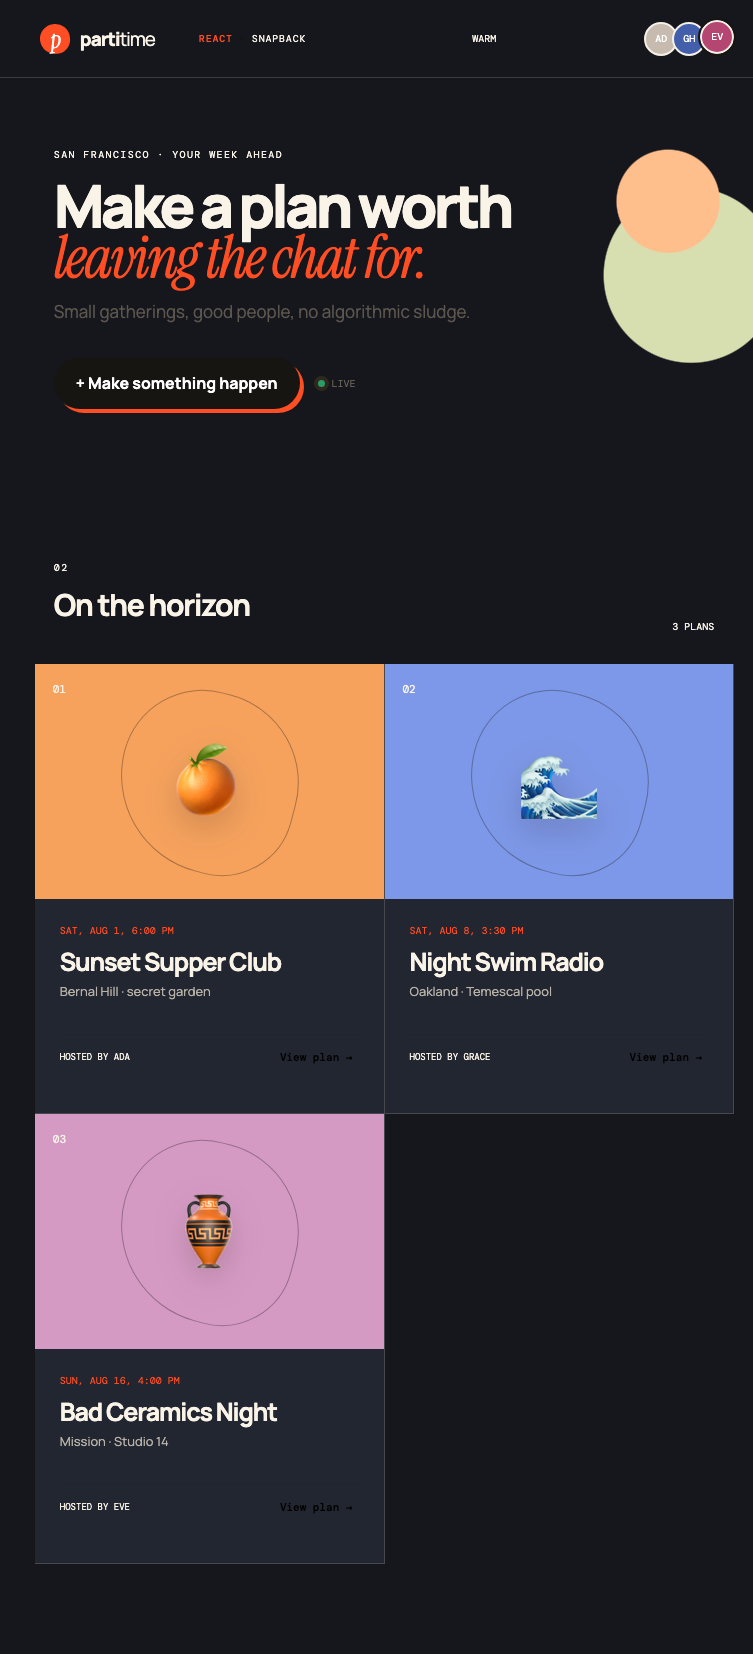 p partitime
REACT SNAPBACK
WARM
AD GH EV
SAN FRANCISCO · YOUR WEEK AHEAD
Make a plan worth
leaving the chat for.
Small gatherings, good people, no algorithmic sludge.
+ Make something happen
LIVE
02
On the horizon
3 PLANS
01
SAT, AUG 1, 6:00 PM
Sunset Supper Club
Bernal Hill · secret garden
HOSTED BY ADA
View plan →
02
SAT, AUG 8, 3:30 PM
Night Swim Radio
Oakland · Temescal pool
HOSTED BY GRACE
View plan →
03
SUN, AUG 16, 4:00 PM
Bad Ceramics Night
Mission · Studio 14
HOSTED BY EVE
View plan →